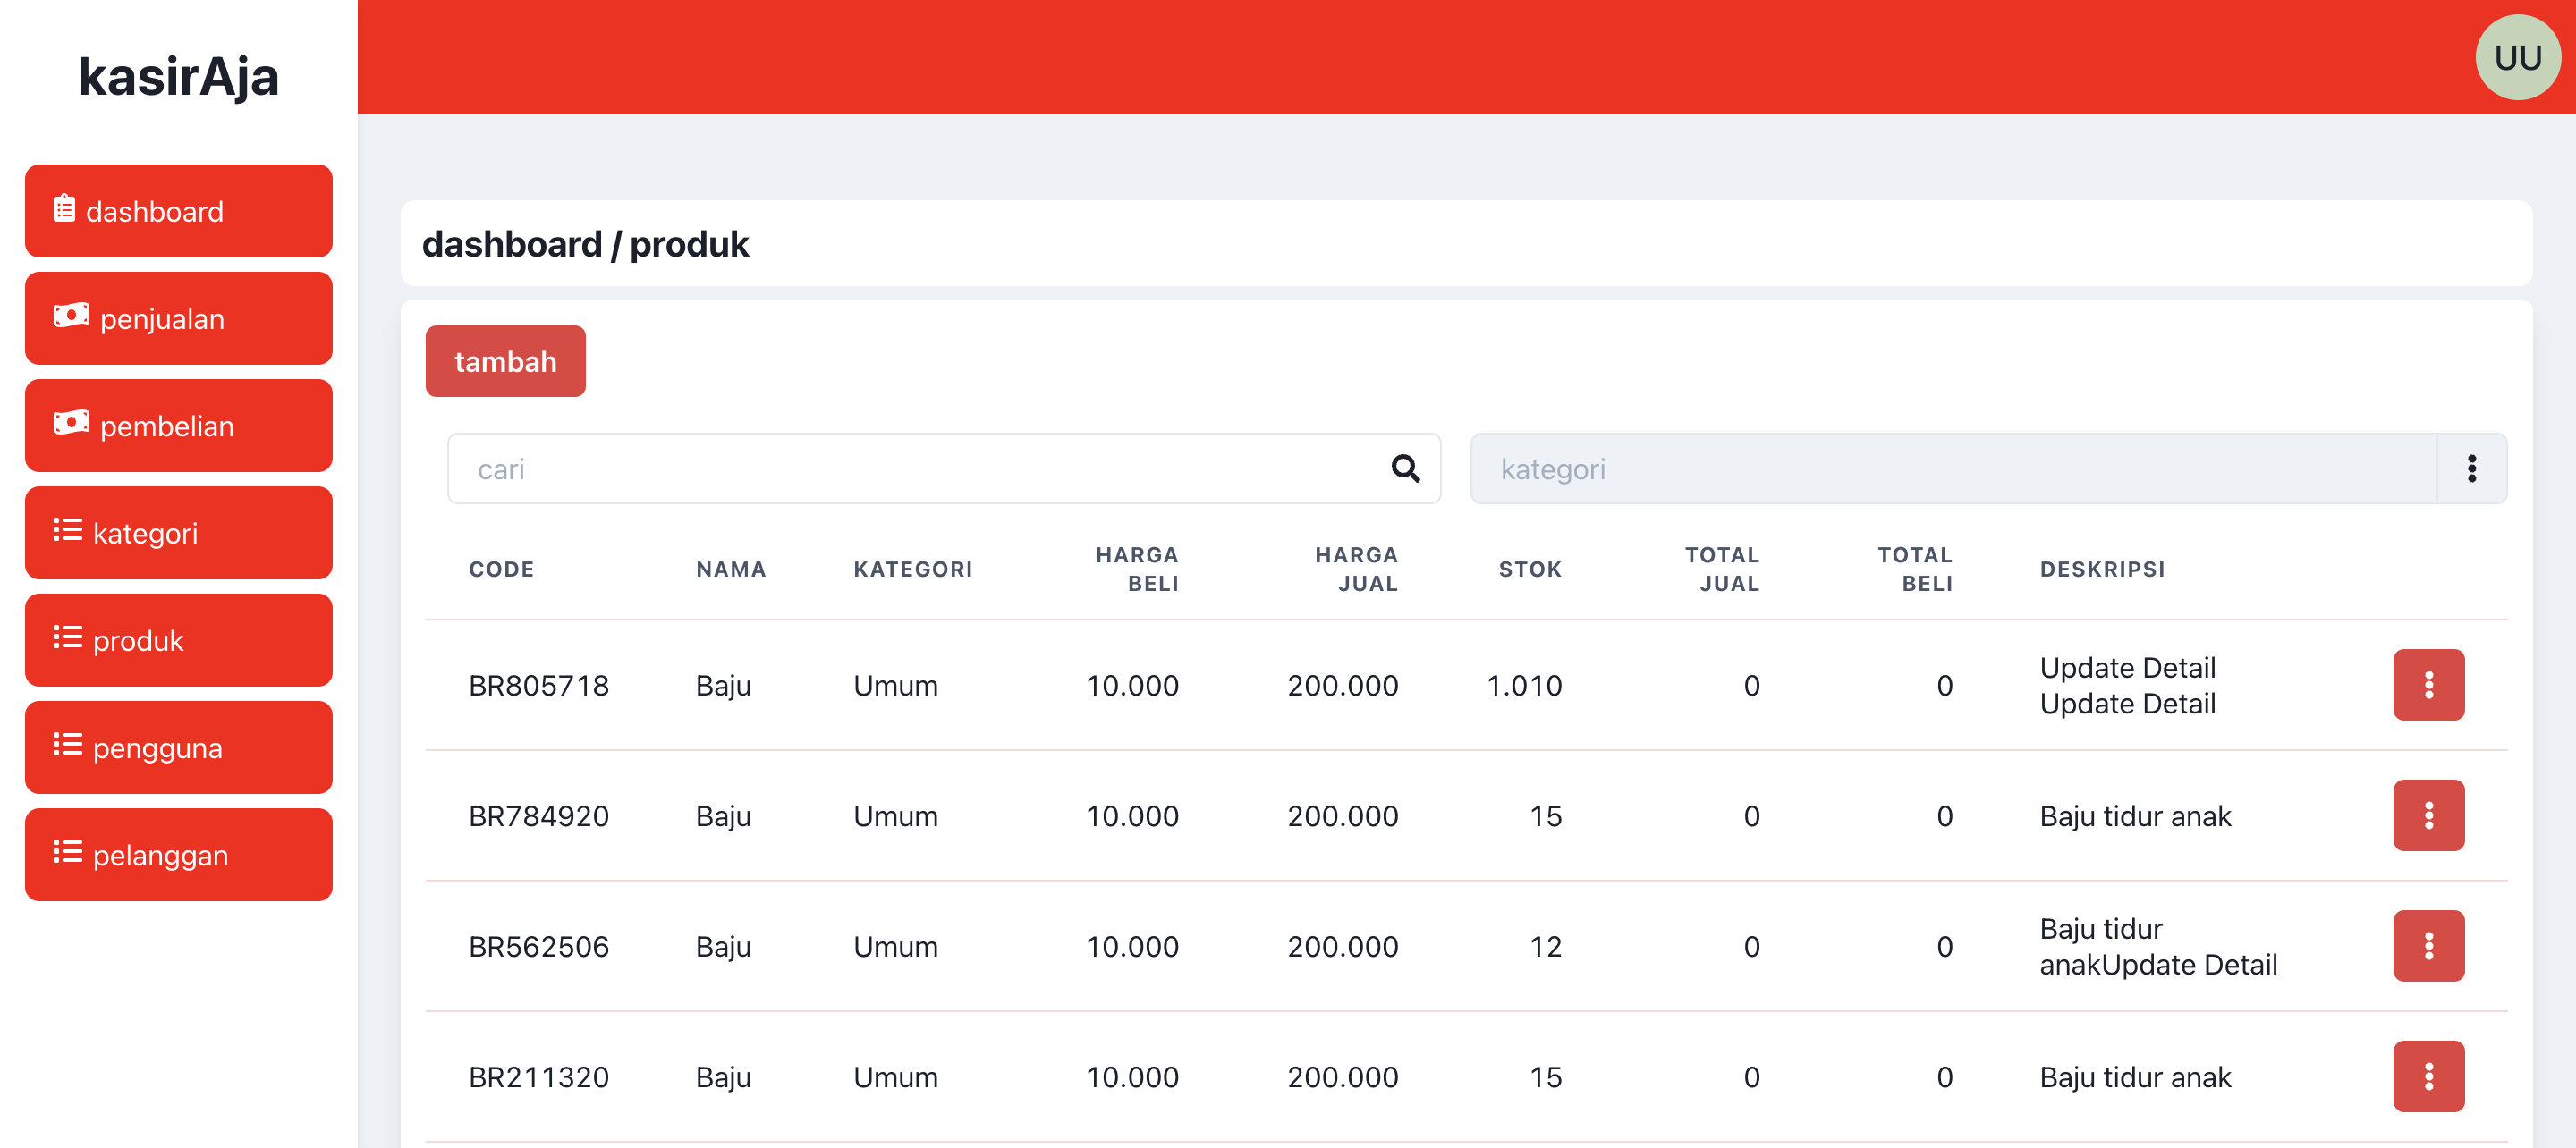 kasirAja
UU
dashboard
penjualan
pembelian
kategori
produk
pengguna
pelanggan
dashboard / produk
tambah
cari
kategori
CODE NAMA KATEGORI HARGA BELI HARGA JUAL STOK TOTAL JUAL TOTAL BELI DESKRIPSI
BR805718 Baju Umum 10.000 200.000 1.010 0 0 Update Detail
Update Detail
BR784920 Baju Umum 10.000 200.000 15 0 0 Baju tidur anak
BR562506 Baju Umum 10.000 200.000 12 0 0 Baju tidur
anakUpdate Detail
BR211320 Baju Umum 10.000 200.000 15 0 0 Baju tidur anak